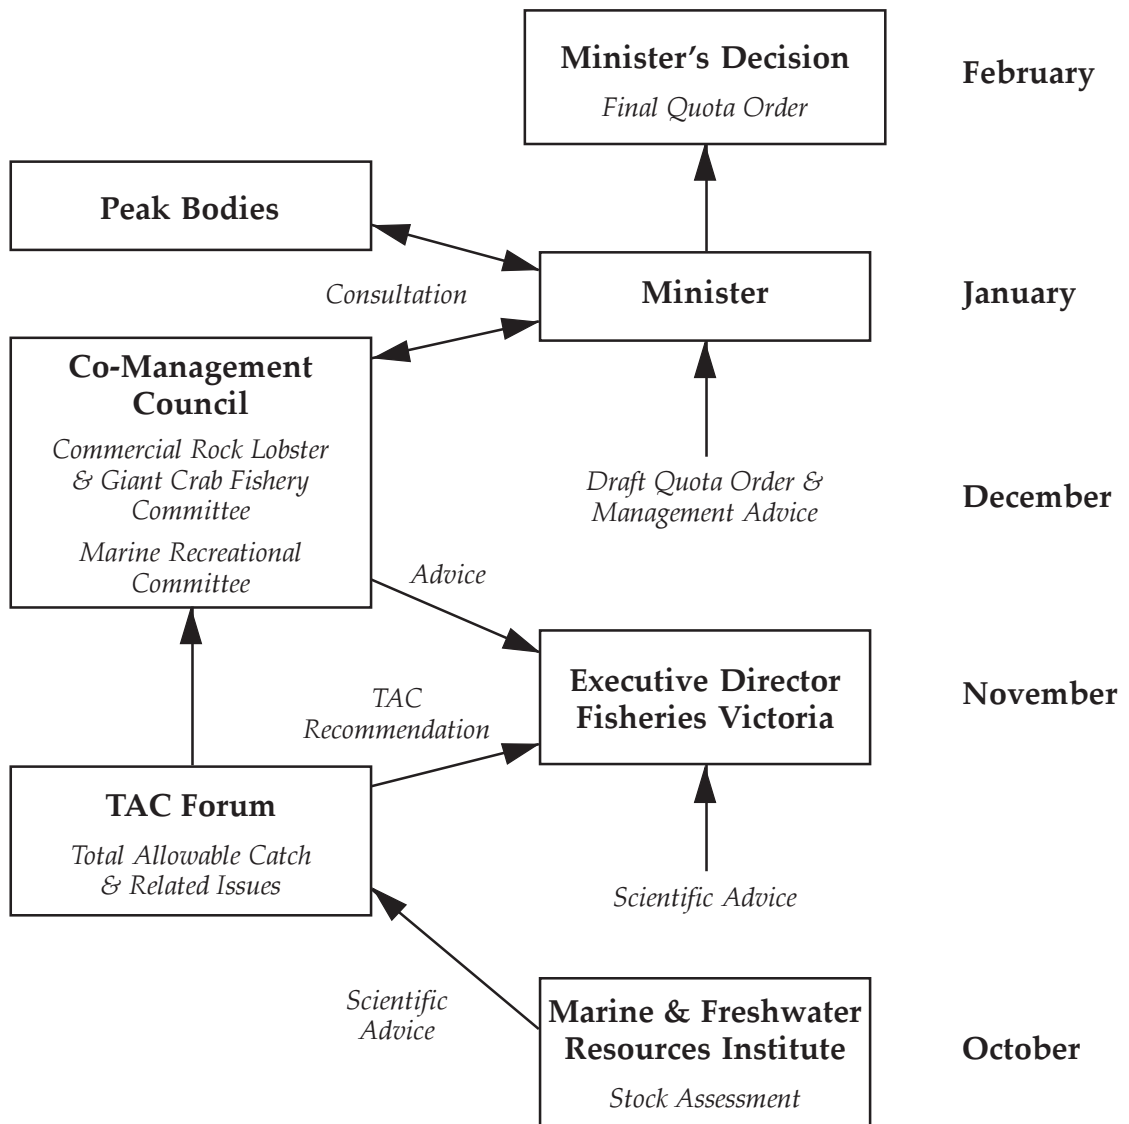 Minister’s Decision
Final Quota Order
February
Peak Bodies
Consultation
Minister
January
Co-Management
Council
Commercial Rock Lobster
& Giant Crab Fishery
Committee
Marine Recreational
Committee
Draft Quota Order &
Management Advice
December
Advice
Executive Director
Fisheries Victoria
November
TAC
Recommendation
TAC Forum
Total Allowable Catch
& Related Issues
Scientific Advice
Scientific
Advice
Marine & Freshwater
Resources Institute
Stock Assessment
October